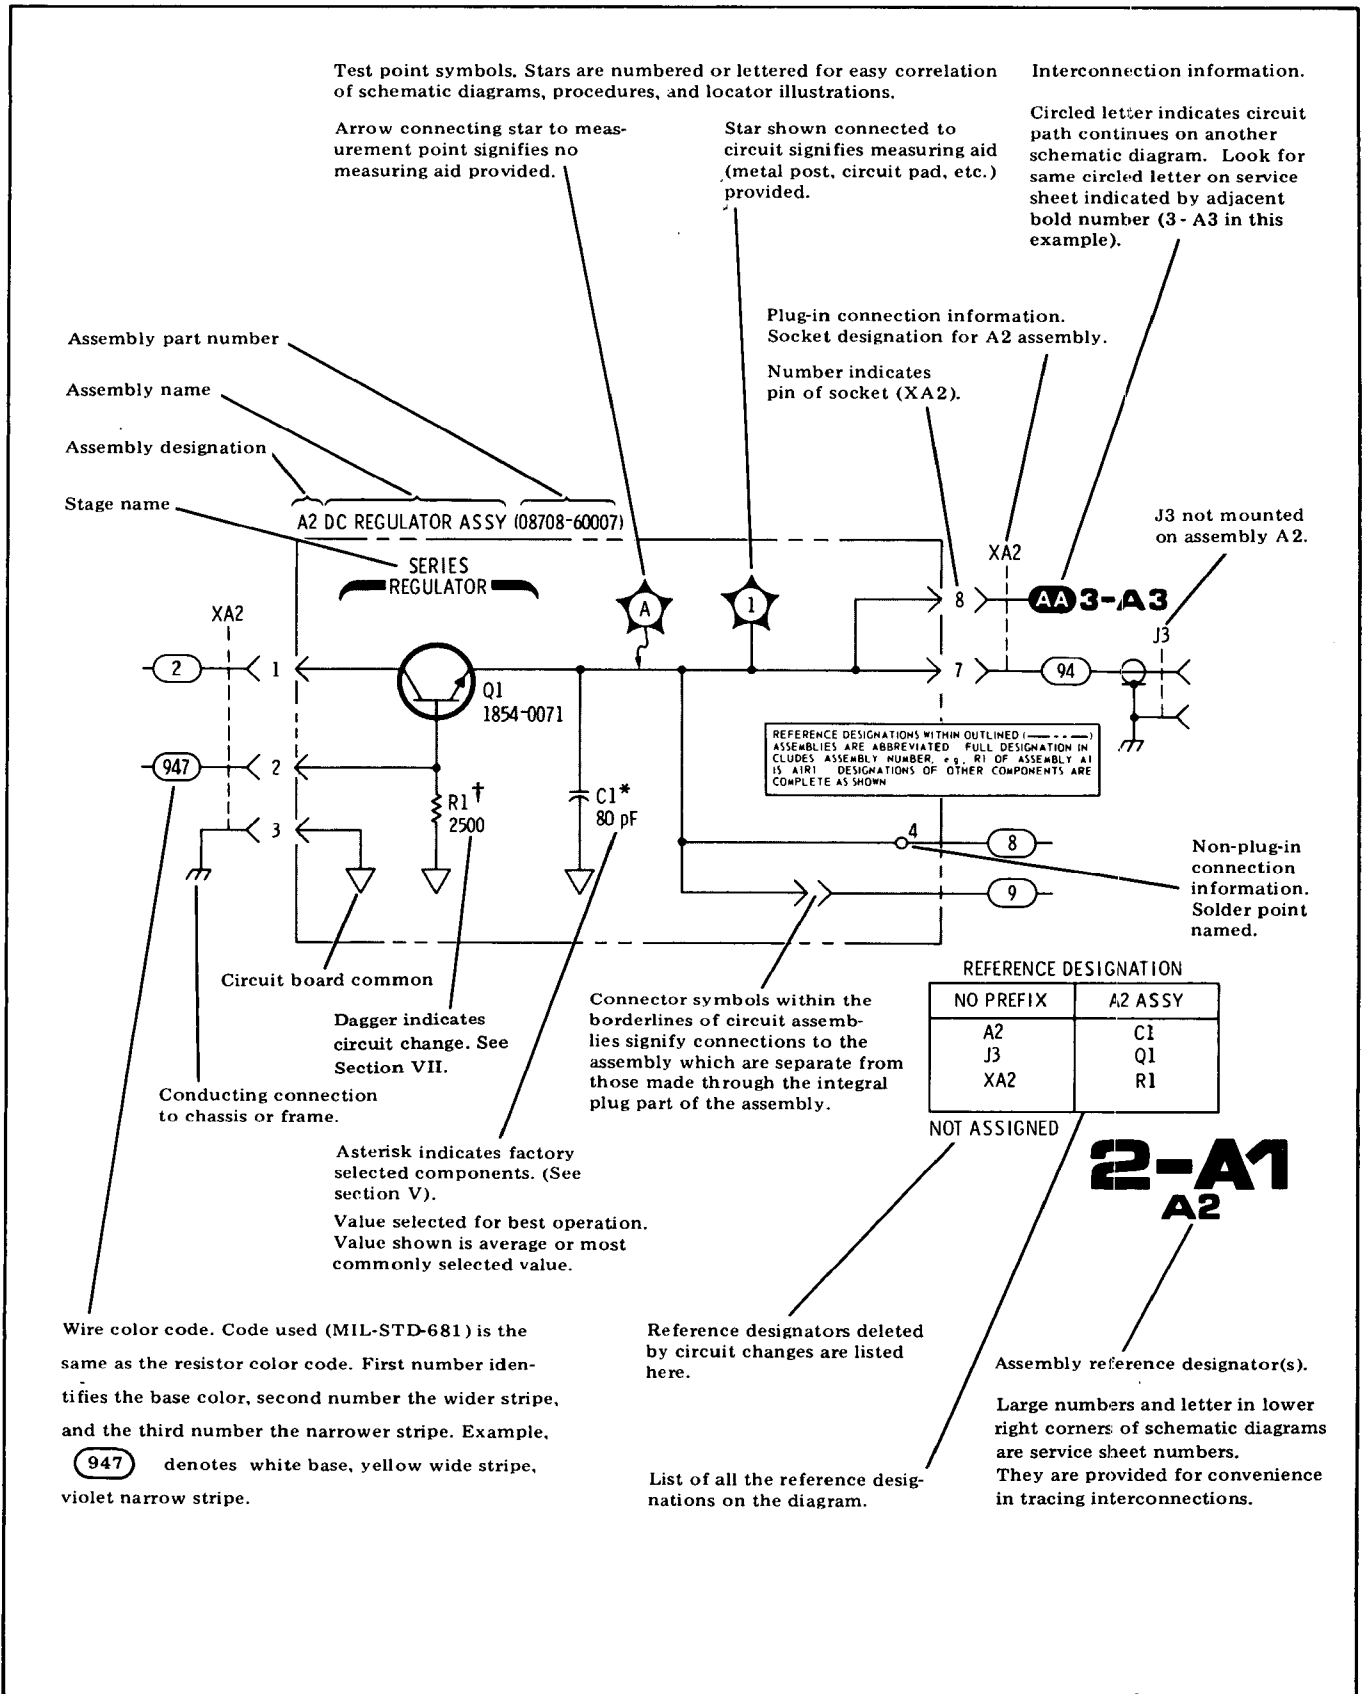 Test point symbols. Stars are numbered or lettered for easy correlation
of schematic diagrams, procedures, and locator illustrations.
Arrow connecting star to meas-
urement point signifies no
measuring aid provided.
Star shown connected to
circuit signifies measuring aid
(metal post, circuit pad, etc.)
provided.
Interconnection information.
Circled letter indicates circuit
path continues on another
schematic diagram. Look for
same circled letter on service
sheet indicated by adjacent
bold number (3 - A3 in this
example).
Plug-in connection information.
Socket designation for A2 assembly.
Number indicates
pin of socket (XA2).
Assembly part number
Assembly name
Assembly designation
Stage name
A2 DC REGULATOR ASSY (08708-60007)
SERIES
REGULATOR
J3 not mounted
on assembly A2.
XA2
A
1
8
AA 3-A3
XA2
J3
2
1
7
94
Q1
1854-0071
REFERENCE DESIGNATIONS WITHIN OUTLINED (—— - - ——)
ASSEMBLIES ARE ABBREVIATED FULL DESIGNATION IN
CLUDES ASSEMBLY NUMBER, e.g., R1 OF ASSEMBLY A1
IS A1R1 DESIGNATIONS OF OTHER COMPONENTS ARE
COMPLETE AS SHOWN
947
2
R1†
2500
C1*
80 pF
3
4
8
9
Non-plug-in
connection
information.
Solder point
named.
Circuit board common
Dagger indicates
circuit change. See
Section VII.
Connector symbols within the
borderlines of circuit assemb-
lies signify connections to the
assembly which are separate from
those made through the integral
plug part of the assembly.
REFERENCE DESIGNATION
NO PREFIX A2 ASSY
A2 C1
J3 Q1
XA2 R1
NOT ASSIGNED
Conducting connection
to chassis or frame.
Asterisk indicates factory
selected components. (See
section V).
Value selected for best operation.
Value shown is average or most
commonly selected value.
2-A1
A2
Wire color code. Code used (MIL-STD-681) is the
same as the resistor color code. First number iden-
tifies the base color, second number the wider stripe,
and the third number the narrower stripe. Example,
947 denotes white base, yellow wide stripe,
violet narrow stripe.
Reference designators deleted
by circuit changes are listed
here.
List of all the reference desig-
nations on the diagram.
Assembly reference designator(s).
Large numbers and letter in lower
right corners of schematic diagrams
are service sheet numbers.
They are provided for convenience
in tracing interconnections.